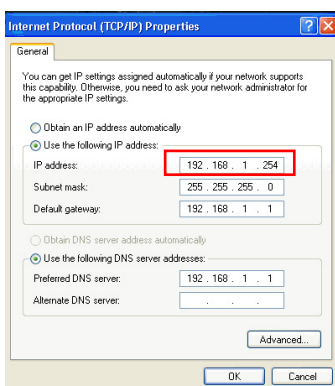 Internet Protocol (TCP/IP) Properties
General
You can get IP settings assigned automatically if your network supports
this capability. Otherwise, you need to ask your network administrator for
the appropriate IP settings.
Obtain an IP address automatically
Use the following IP address:
IP address: 192 . 168 . 1 . 254
Subnet mask: 255 . 255 . 255 . 0
Default gateway: 192 . 168 . 1 . 1
Obtain DNS server address automatically
Use the following DNS server addresses:
Preferred DNS server: 192 . 168 . 1 . 1
Alternate DNS server: . . .
Advanced...
OK Cancel